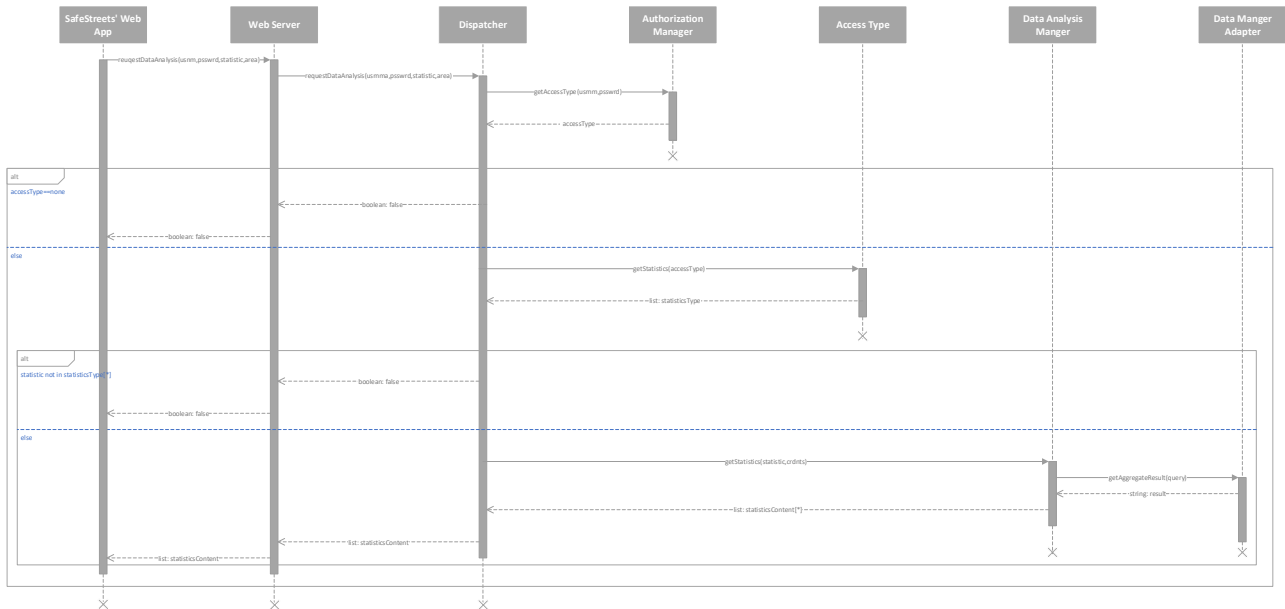 SafeStreets' Web
App
Web Server
Dispatcher
Authorization
Manager
Access Type
Data Analysis
Manger
Data Manger
Adapter
reuqestDataAnalysis(usnm,psswrd,statistic,area)
requestDataAnalysis(usmma,psswrd,statistic,area)
getAccessType(usmm,psswrd)
accessType
alt
accessType==none
boolean: false
boolean: false
else
getStatistics(accessType)
list: statisticsType
alt
statistic not in statisticsType[*]
boolean: false
boolean: false
else
getStatistics(statistic,crdnts)
getAggregateResult(query)
string: result
list: statisticsContent[*]
list: statisticsContent
list: statisticsContent